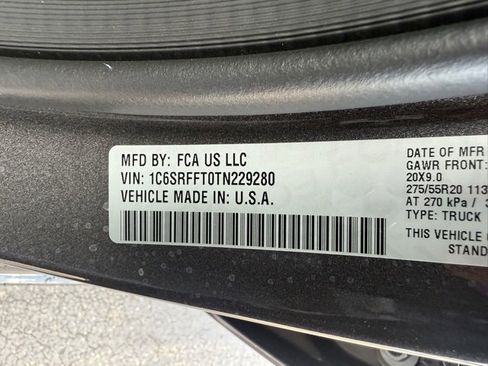 MFD BY: FCA US LLC
VIN: 1C6SRFFT0TN229280
VEHICLE MADE IN: U.S.A.
DATE OF MFR
GAWR FRONT:
20X9.0
275/55R20 113
AT 270 kPa /
TYPE: TRUCK
THIS VEHICLE
STAND